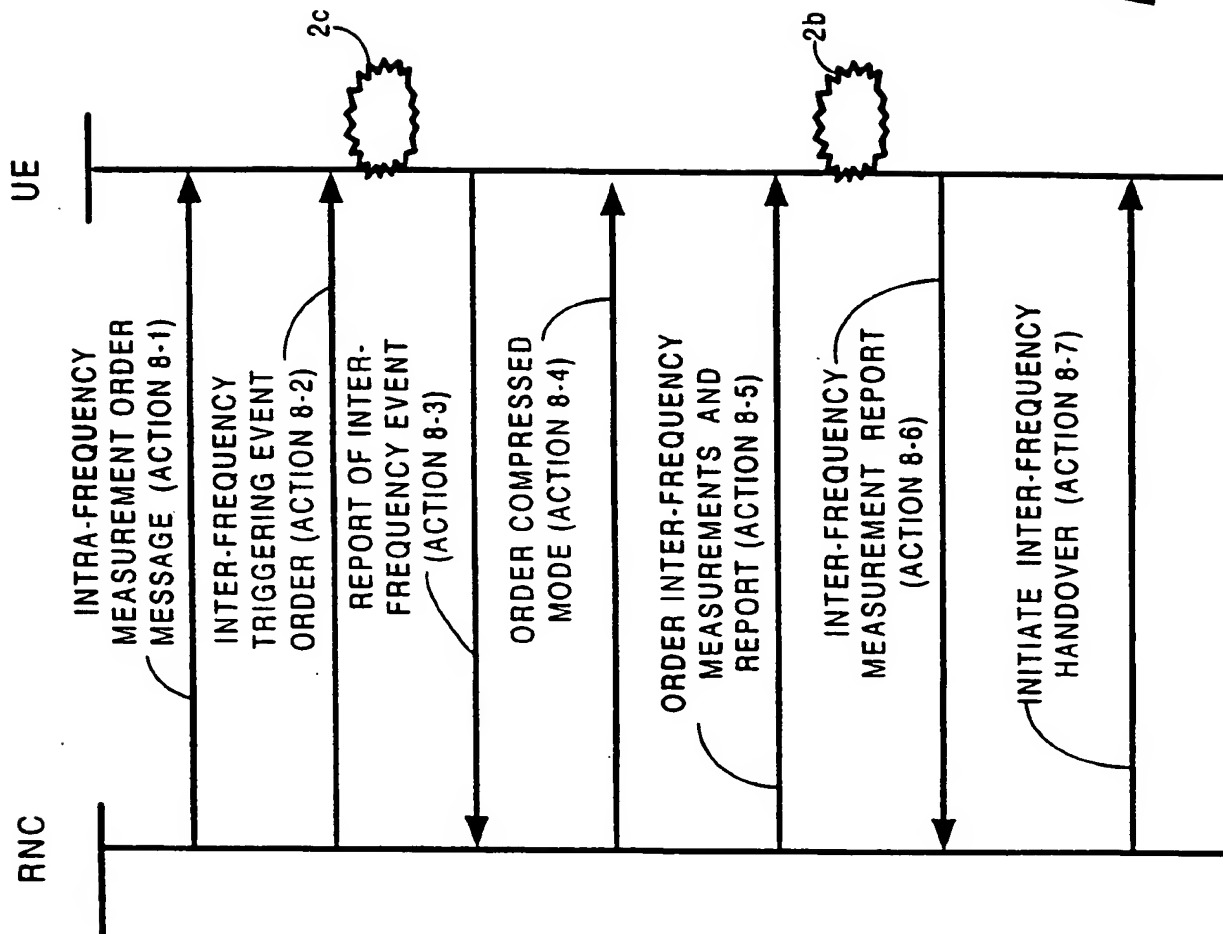 RNC
UE
INTRA-FREQUENCY
MEASUREMENT ORDER
MESSAGE (ACTION 8-1)
INTER-FREQUENCY
TRIGGERING EVENT
ORDER (ACTION 8-2)
2c
REPORT OF INTER-
FREQUENCY EVENT
(ACTION 8-3)
ORDER COMPRESSED
MODE (ACTION 8-4)
ORDER INTER-FREQUENCY
MEASUREMENTS AND
REPORT (ACTION 8-5)
2b
INTER-FREQUENCY
MEASUREMENT REPORT
(ACTION 8-6)
INITIATE INTER-FREQUENCY
HANDOVER (ACTION 8-7)